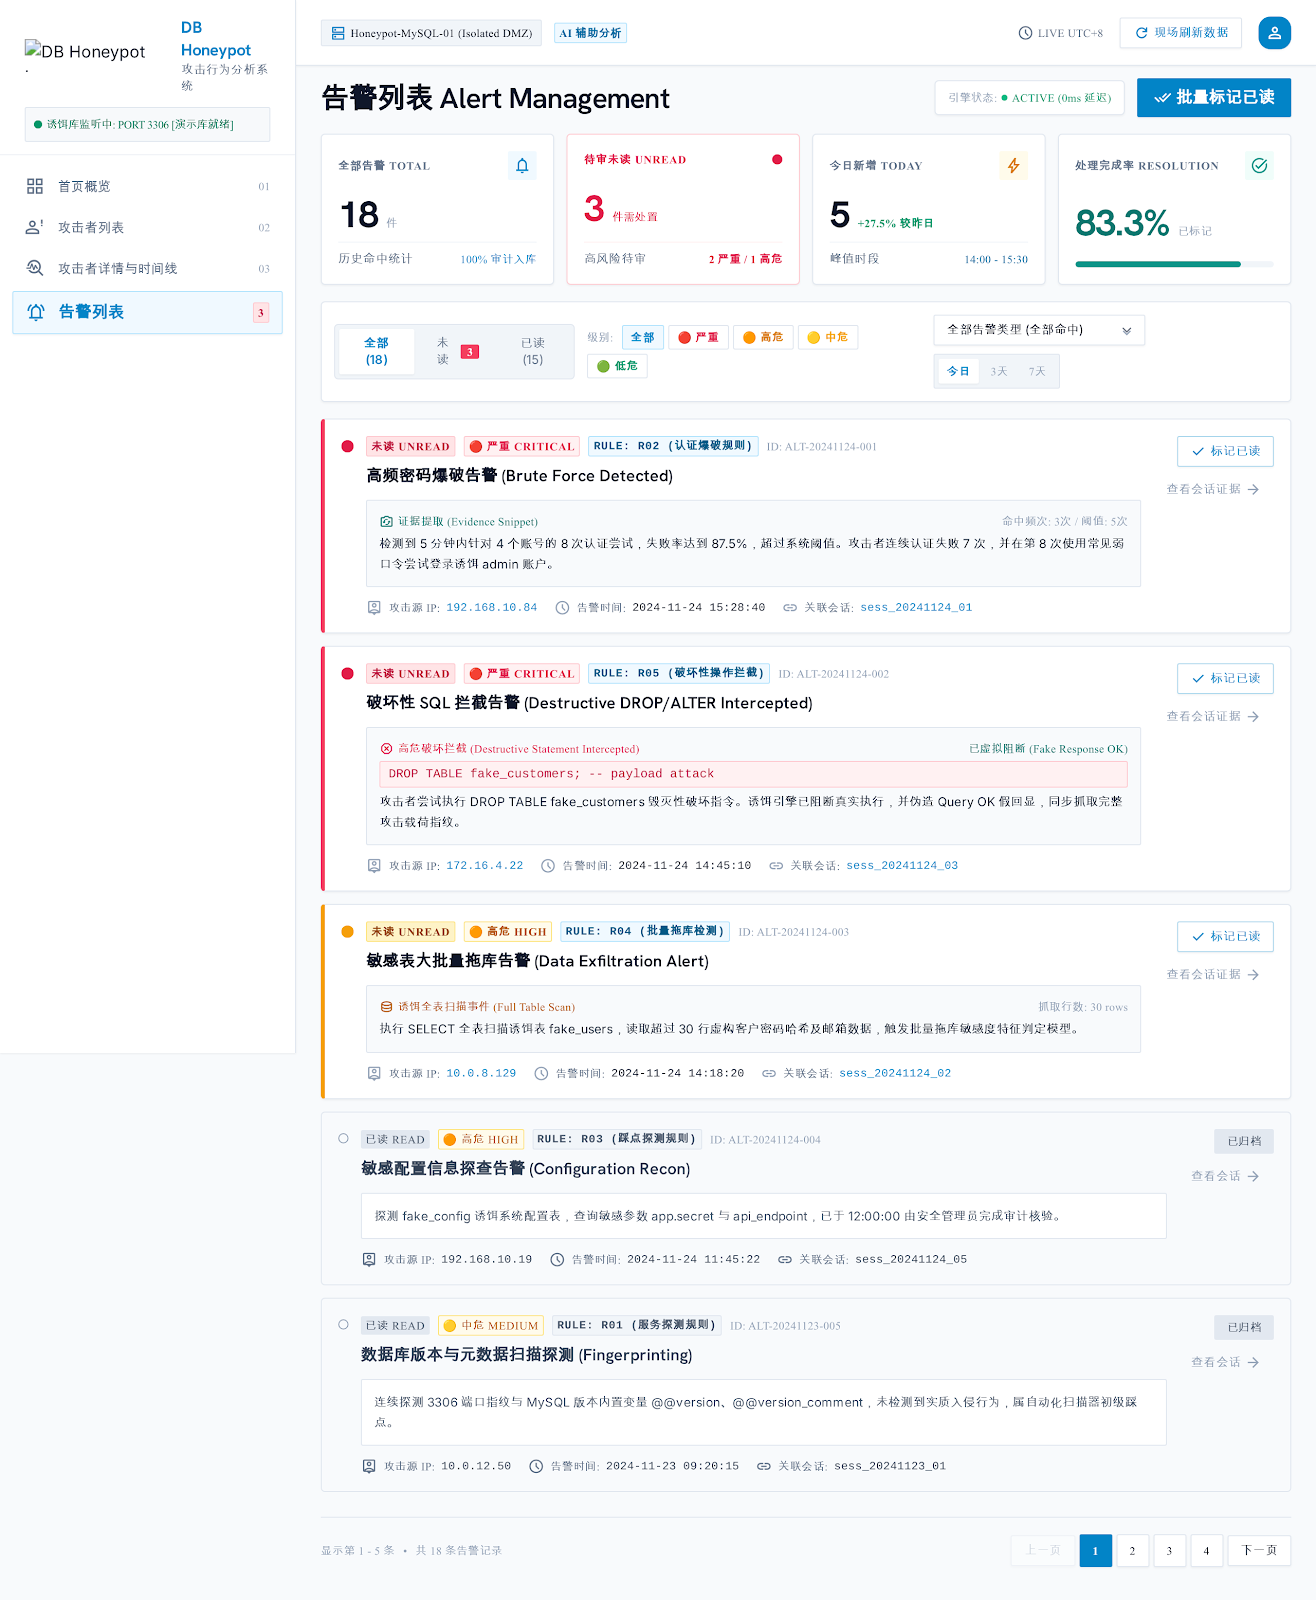 DB Honeypot
DB
Honeypot
攻击行为分析系
统
诱饵库监听中: PORT 3306 [演示库就绪]
首页概览 01
攻击者列表 02
攻击者详情与时间线 03
告警列表 3
Honeypot-MySQL-01 (Isolated DMZ) AI 辅助分析
LIVE UTC+8 现场刷新数据
告警列表 Alert Management
引擎状态: ACTIVE (0ms 延迟) 批量标记已读
全部告警 TOTAL
18 件
历史命中统计 100% 审计入库
待审未读 UNREAD
3 件需处置
高风险待审 2 严重 / 1 高危
今日新增 TODAY
5 +27.5% 较昨日
峰值时段 14:00 - 15:30
处理完成率 RESOLUTION
83.3% 已标记
全部
(18)
未
读
3
已读
(15)
级别: 全部 🔴 严重 🟠 高危 🟡 中危
🟢 低危
全部告警类型 (全部命中)
今日 3天 7天
未读 UNREAD 🔴 严重 CRITICAL RULE: R02 (认证爆破规则) ID: ALT-20241124-001
标记已读
高频密码爆破告警 (Brute Force Detected)
查看会话证据
证据提取 (Evidence Snippet) 命中频次: 3次 / 阈值: 5次
检测到 5 分钟内针对 4 个账号的 8 次认证尝试，失败率达到 87.5%，超过系统阈值。攻击者连续认证失败 7 次，并在第 8 次使用常见弱
口令尝试登录诱饵 admin 账户。
攻击源 IP: 192.168.10.84 告警时间: 2024-11-24 15:28:40 关联会话: sess_20241124_01
未读 UNREAD 🔴 严重 CRITICAL RULE: R05 (破坏性操作拦截) ID: ALT-20241124-002
标记已读
破坏性 SQL 拦截告警 (Destructive DROP/ALTER Intercepted)
查看会话证据
高危破坏拦截 (Destructive Statement Intercepted) 已虚拟阻断 (Fake Response OK)
DROP TABLE fake_customers; -- payload attack
攻击者尝试执行 DROP TABLE fake_customers 毁灭性破坏指令。诱饵引擎已阻断真实执行，并伪造 Query OK 假回显，同步抓取完整
攻击载荷指纹。
攻击源 IP: 172.16.4.22 告警时间: 2024-11-24 14:45:10 关联会话: sess_20241124_03
未读 UNREAD 🟠 高危 HIGH RULE: R04 (批量拖库检测) ID: ALT-20241124-003
标记已读
敏感表大批量拖库告警 (Data Exfiltration Alert)
查看会话证据
诱饵全表扫描事件 (Full Table Scan) 抓取行数: 30 rows
执行 SELECT 全表扫描诱饵表 fake_users，读取超过 30 行虚构客户密码哈希及邮箱数据，触发批量拖库敏感度特征判定模型。
攻击源 IP: 10.0.8.129 告警时间: 2024-11-24 14:18:20 关联会话: sess_20241124_02
已读 READ 🟠 高危 HIGH RULE: R03 (踩点探测规则) ID: ALT-20241124-004
已归档
敏感配置信息探查告警 (Configuration Recon)
查看会话
探测 fake_config 诱饵系统配置表，查询敏感参数 app.secret 与 api_endpoint，已于 12:00:00 由安全管理员完成审计核验。
攻击源 IP: 192.168.10.19 告警时间: 2024-11-24 11:45:22 关联会话: sess_20241124_05
已读 READ 🟡 中危 MEDIUM RULE: R01 (服务探测规则) ID: ALT-20241123-005
已归档
数据库版本与元数据扫描探测 (Fingerprinting)
查看会话
连续探测 3306 端口指纹与 MySQL 版本内置变量 @@version、@@version_comment，未检测到实质入侵行为，属自动化扫描器初级踩
点。
攻击源 IP: 10.0.12.50 告警时间: 2024-11-23 09:20:15 关联会话: sess_20241123_01
显示第 1 - 5 条 • 共 18 条告警记录
上一页 1 2 3 4 下一页